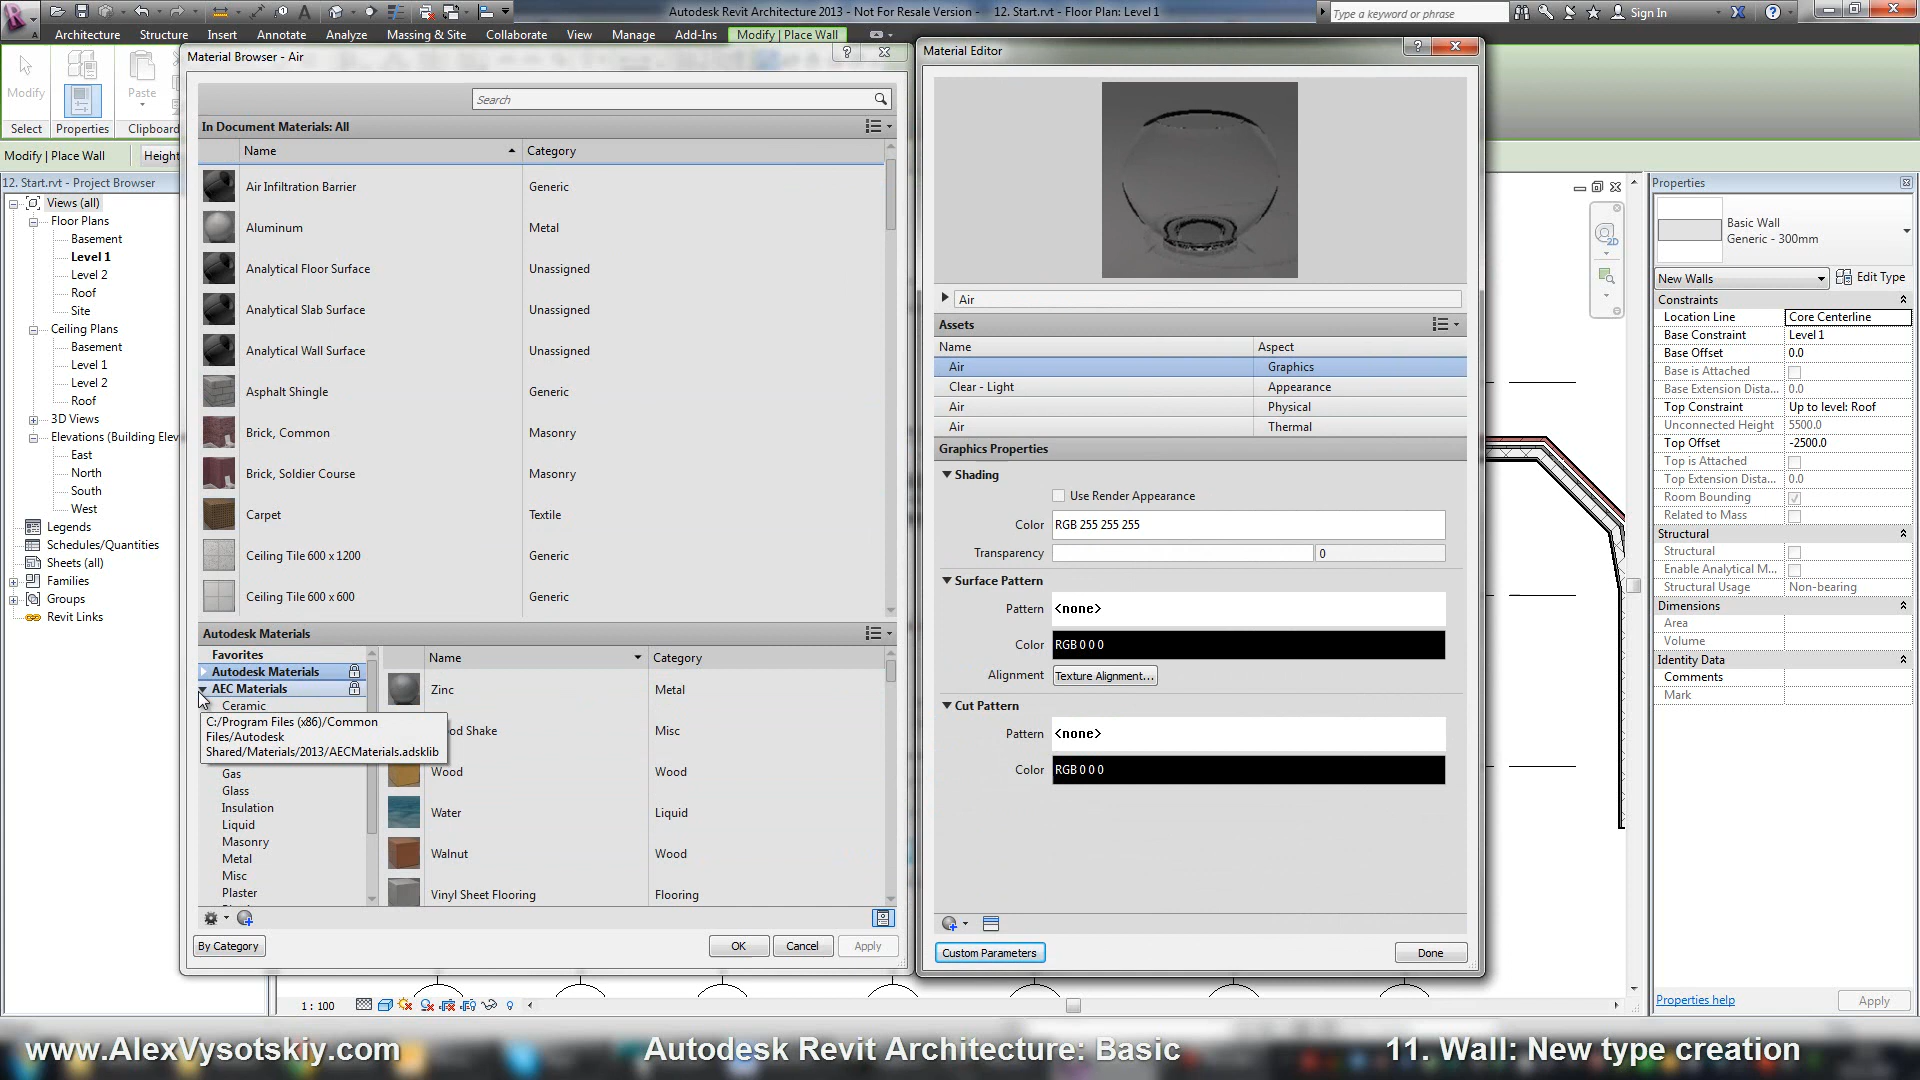 Autodesk Revit Architecture 2013 - Not For Resale Version - 12. Start.rvt - Floor Plan: Level 1
Type a keyword or phrase
Sign In
Architecture Structure Insert Annotate Analyze Massing & Site Collaborate View Manage Add-Ins Modify | Place Wall
Modify
Paste
Select Properties Clipboard
Modify | Place Wall Height
12. Start.rvt - Project Browser
Views (all)
Floor Plans
Basement
Level 1
Level 2
Roof
Site
Ceiling Plans
Basement
Level 1
Level 2
Roof
3D Views
Elevations (Building Elev
East
North
South
West
Legends
Schedules/Quantities
Sheets (all)
Families
Groups
Revit Links
Material Browser - Air
Search
In Document Materials: All
Name Category
Air Infiltration Barrier Generic
Aluminum Metal
Analytical Floor Surface Unassigned
Analytical Slab Surface Unassigned
Analytical Wall Surface Unassigned
Asphalt Shingle Generic
Brick, Common Masonry
Brick, Soldier Course Masonry
Carpet Textile
Ceiling Tile 600 x 1200 Generic
Ceiling Tile 600 x 600 Generic
Autodesk Materials
Favorites
Autodesk Materials
AEC Materials
Ceramic
C:/Program Files (x86)/Common
Files/Autodesk
Shared/Materials/2013/AECMaterials.adsklib
Gas
Glass
Insulation
Liquid
Masonry
Metal
Misc
Plaster
Name Category
Zinc Metal
od Shake Misc
Wood Wood
Water Liquid
Walnut Wood
Vinyl Sheet Flooring Flooring
By Category OK Cancel Apply
Material Editor
Air
Assets
Name Aspect
Air Graphics
Clear - Light Appearance
Air Physical
Air Thermal
Graphics Properties
Shading
Use Render Appearance
Color RGB 255 255 255
Transparency 0
Surface Pattern
Pattern <none>
Color RGB 0 0 0
Alignment Texture Alignment...
Cut Pattern
Pattern <none>
Color RGB 0 0 0
Custom Parameters Done
2D
Properties
Basic Wall
Generic - 300mm
New Walls Edit Type
Constraints
Location Line Core Centerline
Base Constraint Level 1
Base Offset 0.0
Base is Attached
Base Extension Dista... 0.0
Top Constraint Up to level: Roof
Unconnected Height 5500.0
Top Offset -2500.0
Top is Attached
Top Extension Distan... 0.0
Room Bounding
Related to Mass
Structural
Structural
Enable Analytical M...
Structural Usage Non-bearing
Dimensions
Area
Volume
Identity Data
Comments
Mark
Properties help Apply
1 : 100
www.AlexVysotskiy.com Autodesk Revit Architecture: Basic 11. Wall: New type creation